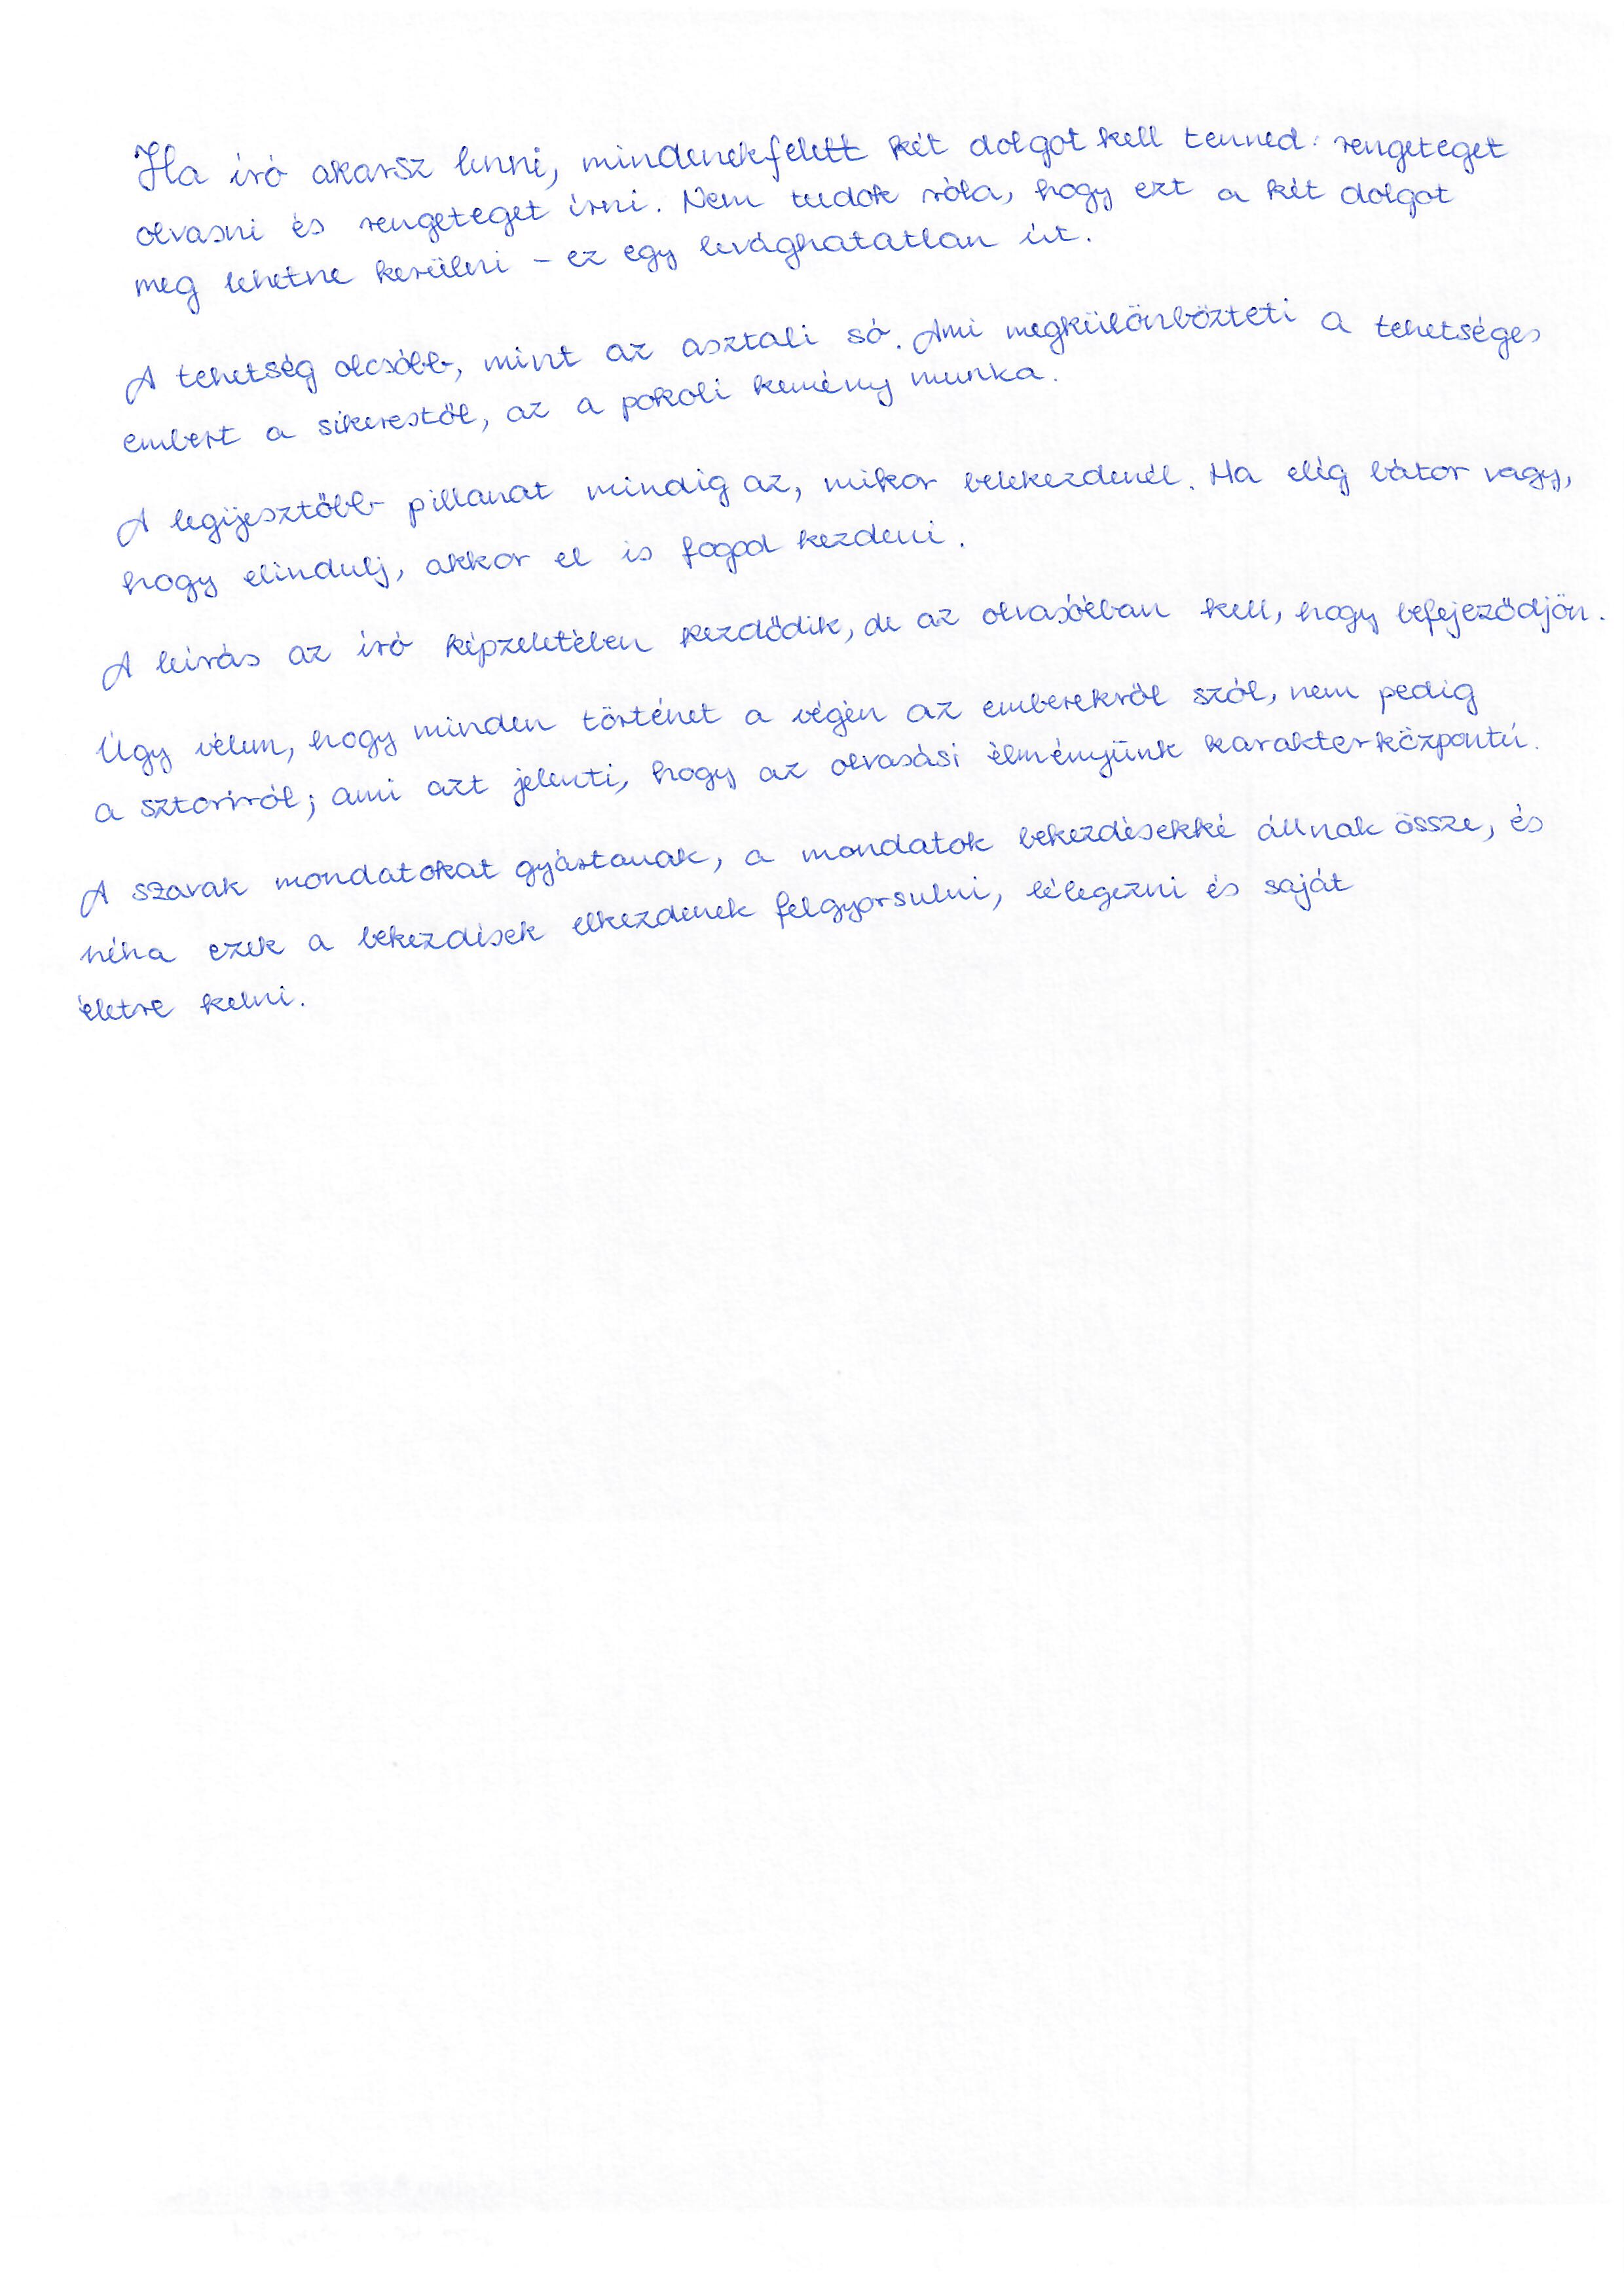 Ha író akarsz lenni, mindenekfelett két dolgot kell tenned: rengeteget
olvasni és rengeteget írni. Nem tudok róla, hogy ezt a két dolgot
meg lehetne kerülni – ez egy levághatatlan út.
A tehetség olcsóbb, mint az asztali só. Ami megkülönbözteti a tehetséges
embert a sikerestől, az a pokoli kemény munka.
A legijesztőbb pillanat mindig az, mikor belekezdenél. Ha elég bátor vagy,
hogy elindulj, akkor el is fogod kezdeni.
A leírás az író képzeletében kezdődik, de az olvasóéban kell, hogy befejeződjön.
Úgy vélem, hogy minden történet a végén az emberekről szól, nem pedig
a sztoriról; ami azt jelenti, hogy az olvasási élményünk karakterközpontú.
A szavak mondatokat gyártanak, a mondatok bekezdésekké állnak össze, és
néha ezek a bekezdések elkezdenek felgyorsulni, lélegezni és saját
életre kelni.